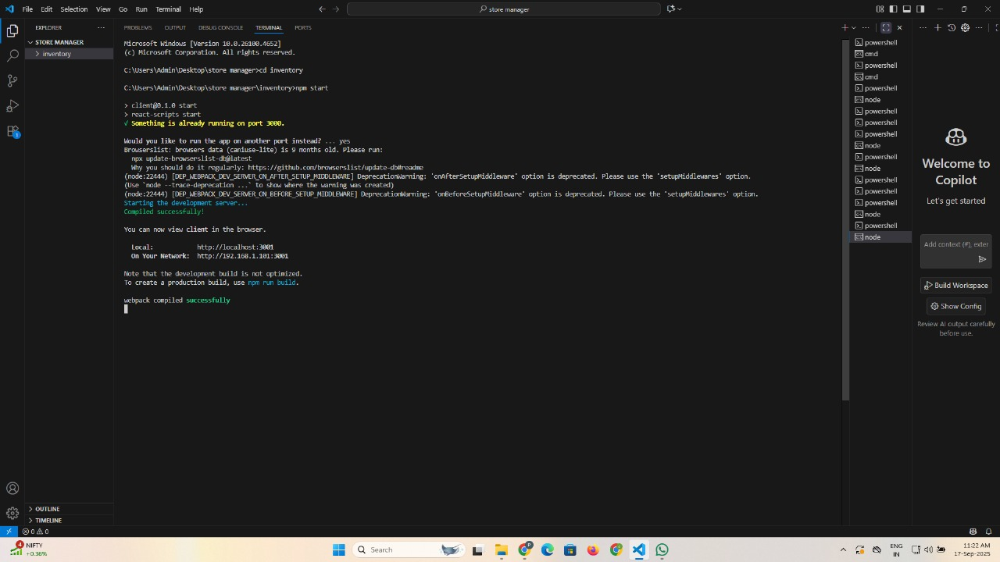 File Edit Selection View Go Run Terminal Help
store manager
EXPLORER
STORE MANAGER
inventory
OUTLINE
TIMELINE
PROBLEMS OUTPUT DEBUG CONSOLE TERMINAL PORTS
Microsoft Windows [Version 10.0.26100.4652]
(c) Microsoft Corporation. All rights reserved.
C:\Users\Admin\Desktop\store manager>cd inventory
C:\Users\Admin\Desktop\store manager\inventory>npm start
> client@0.1.0 start
> react-scripts start
√ Something is already running on port 3000.
Would you like to run the app on another port instead? ... yes
Browserslist: browsers data (caniuse-lite) is 9 months old. Please run:
npx update-browserslist-db@latest
Why you should do it regularly: https://github.com/browserslist/update-db#readme
(node:22444) [DEP_WEBPACK_DEV_SERVER_ON_AFTER_SETUP_MIDDLEWARE] DeprecationWarning: 'onAfterSetupMiddleware' option is deprecated. Please use the 'setupMiddlewares' option.
(Use `node --trace-deprecation ...` to show where the warning was created)
(node:22444) [DEP_WEBPACK_DEV_SERVER_ON_BEFORE_SETUP_MIDDLEWARE] DeprecationWarning: 'onBeforeSetupMiddleware' option is deprecated. Please use the 'setupMiddlewares' option.
Starting the development server...
Compiled successfully!
You can now view client in the browser.
Local: http://localhost:3001
On Your Network: http://192.168.1.101:3001
Note that the development build is not optimized.
To create a production build, use npm run build.
webpack compiled successfully
powershell
cmd
powershell
cmd
powershell
node
powershell
powershell
powershell
node
powershell
node
powershell
powershell
powershell
node
powershell
node
Welcome to
Copilot
Let's get started
Add context (#), exter
Build Workspace
Show Config
Review AI output carefully
before use.
1
0 0
4
NIFTY
+0.36%
Search
P
ENG
IN
11:22 AM
17-Sep-2025